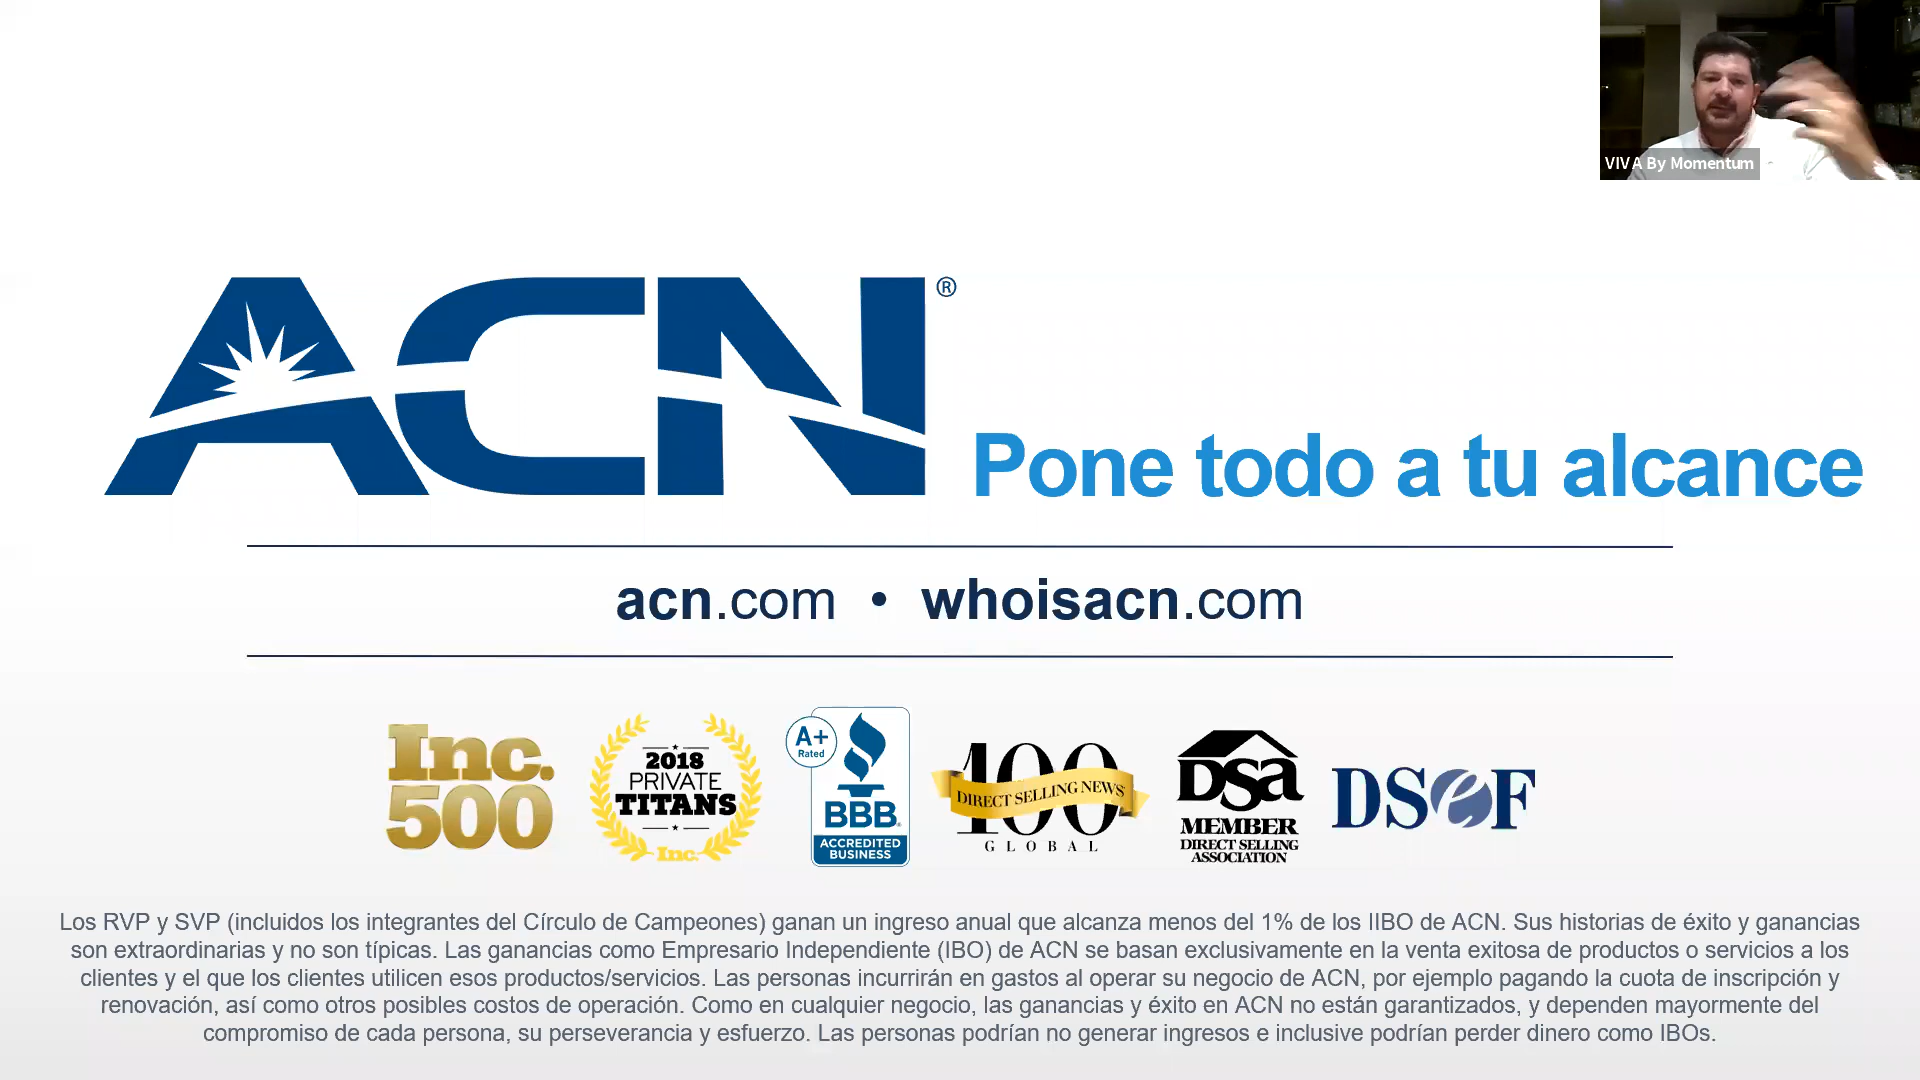 VIVA By Momentum
ACN®
Pone todo a tu alcance
acn.com • whoisacn.com
Inc.
500
2018
PRIVATE
TITANS
Inc.
A+
Rated
BBB
ACCREDITED
BUSINESS
100
DIRECT SELLING NEWS
GLOBAL
DSA
MEMBER
DIRECT SELLING
ASSOCIATION
DSEF
Los RVP y SVP (incluidos los integrantes del Círculo de Campeones) ganan un ingreso anual que alcanza menos del 1% de los IIBO de ACN. Sus historias de éxito y ganancias
son extraordinarias y no son típicas. Las ganancias como Empresario Independiente (IBO) de ACN se basan exclusivamente en la venta exitosa de productos o servicios a los
clientes y el que los clientes utilicen esos productos/servicios. Las personas incurrirán en gastos al operar su negocio de ACN, por ejemplo pagando la cuota de inscripción y
renovación, así como otros posibles costos de operación. Como en cualquier negocio, las ganancias y éxito en ACN no están garantizados, y dependen mayormente del
compromiso de cada persona, su perseverancia y esfuerzo. Las personas podrían no generar ingresos e inclusive podrían perder dinero como IBOs.